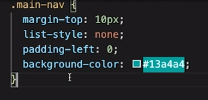 .main-nav {
margin-top: 10px;
list-style: none;
padding-left: 0;
background-color: #13a4a4;
}